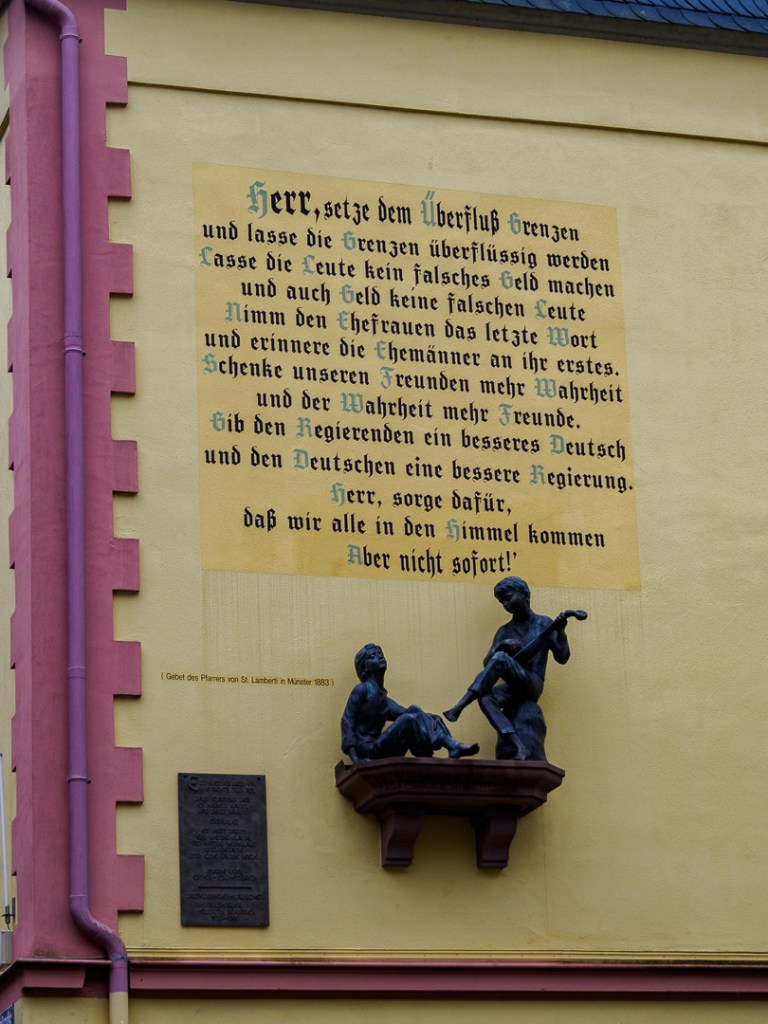 Herr, setze dem Überfluß Grenzen
und lasse die Grenzen überflüssig werden
Lasse die Leute kein falsches Geld machen
und auch Geld keine falschen Leute
Nimm den Ehefrauen das letzte Wort
und erinnere die Ehemänner an ihr erstes.
Schenke unseren Freunden mehr Wahrheit
und der Wahrheit mehr Freunde.
Gib den Regierenden ein besseres Deutsch
und den Deutschen eine bessere Regierung.
Herr, sorge dafür,
daß wir alle in den Himmel kommen
Aber nicht sofort!'
( Gebet des Pfarrers von St. Lamberti in Münster 1883 )